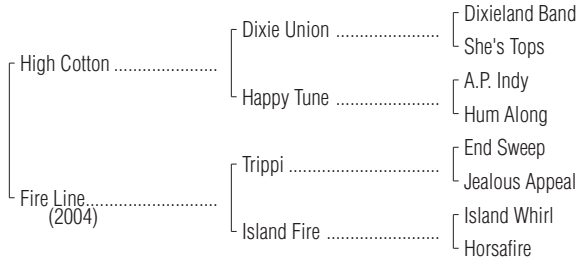 Dixieland Band
Dixie Union ....................
She's Tops
High Cotton ....................
A.P. Indy
Happy Tune ....................
Hum Along
End Sweep
Trippi .............................
Jealous Appeal
Fire Line..........................
(2004)
Island Whirl
Island Fire .......................
Horsafire